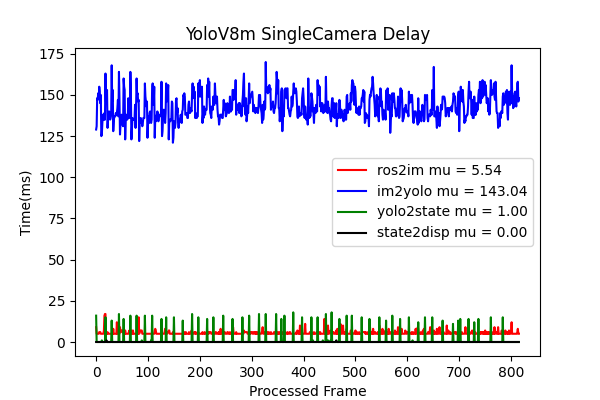 YoloV8m SingleCamera Delay
175
150
125
100
75
50
25
0
Time(ms)
ros2im mu = 5.54
im2yolo mu = 143.04
yolo2state mu = 1.00
state2disp mu = 0.00
0 100 200 300 400 500 600 700 800
Processed Frame